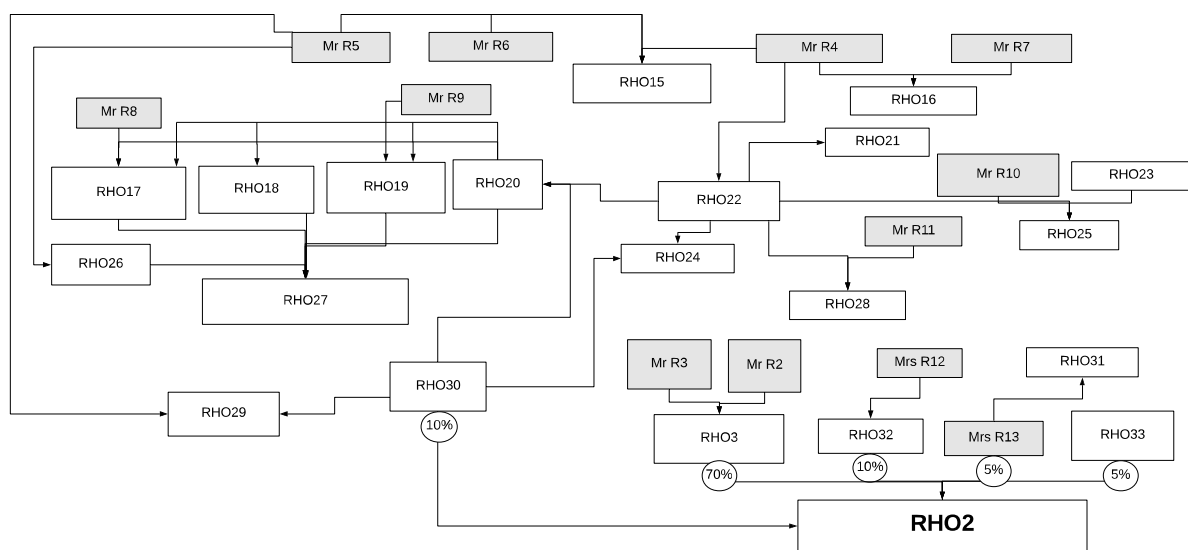 Mr R5
Mr R6
Mr R4
Mr R7
RHO15
RHO16
Mr R8
Mr R9
RHO21
RHO17
RHO18
RHO19
RHO20
RHO22
Mr R10
RHO23
RHO26
RHO24
Mr R11
RHO25
RHO27
RHO28
Mr R3
Mr R2
Mrs R12
RHO31
RHO30
RHO29
10%
RHO3
RHO32
Mrs R13
RHO33
70%
10%
5%
5%
RHO2